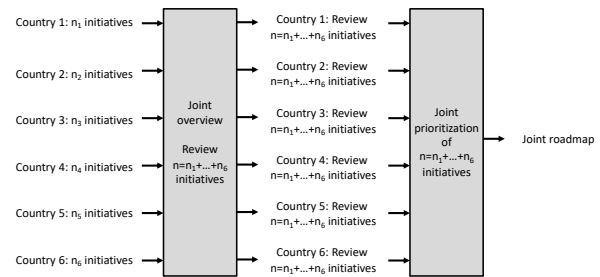 Country 1: n₁ initiatives
Country 2: n₂ initiatives
Country 3: n₃ initiatives
Country 4: n₄ initiatives
Country 5: n₅ initiatives
Country 6: n₆ initiatives
Joint
overview
Review
n=n₁+...+n₆
initiatives
Country 1: Review
n=n₁+...+n₆ initiatives
Country 2: Review
n=n₁+...+n₆ initiatives
Country 3: Review
n=n₁+...+n₆ initiatives
Country 4: Review
n=n₁+...+n₆ initiatives
Country 5: Review
n=n₁+...+n₆ initiatives
Country 6: Review
n=n₁+...+n₆ initiatives
Joint
prioritization
of
n=n₁+...+n₆
initiatives
Joint roadmap